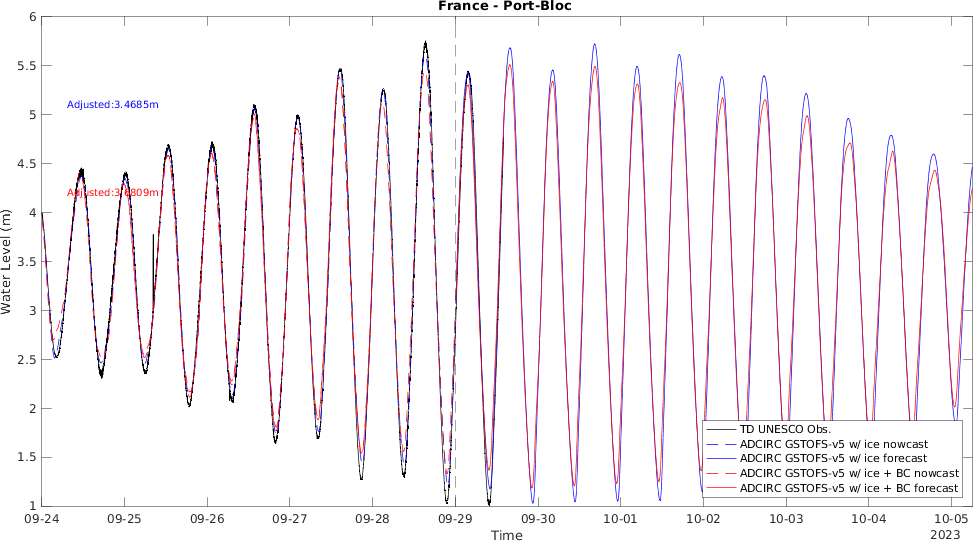 France - Port-Bloc
6
5.5
5
4.5
4
3.5
3
2.5
2
1.5
1
Water Level (m)
Adjusted:3.4685m
Adjusted:3.6809m
TD UNESCO Obs.
ADCIRC GSTOFS-v5 w/ ice nowcast
ADCIRC GSTOFS-v5 w/ ice forecast
ADCIRC GSTOFS-v5 w/ ice + BC nowcast
ADCIRC GSTOFS-v5 w/ ice + BC forecast
09-24 09-25 09-26 09-27 09-28 09-29 09-30 10-01 10-02 10-03 10-04 10-05
Time
2023